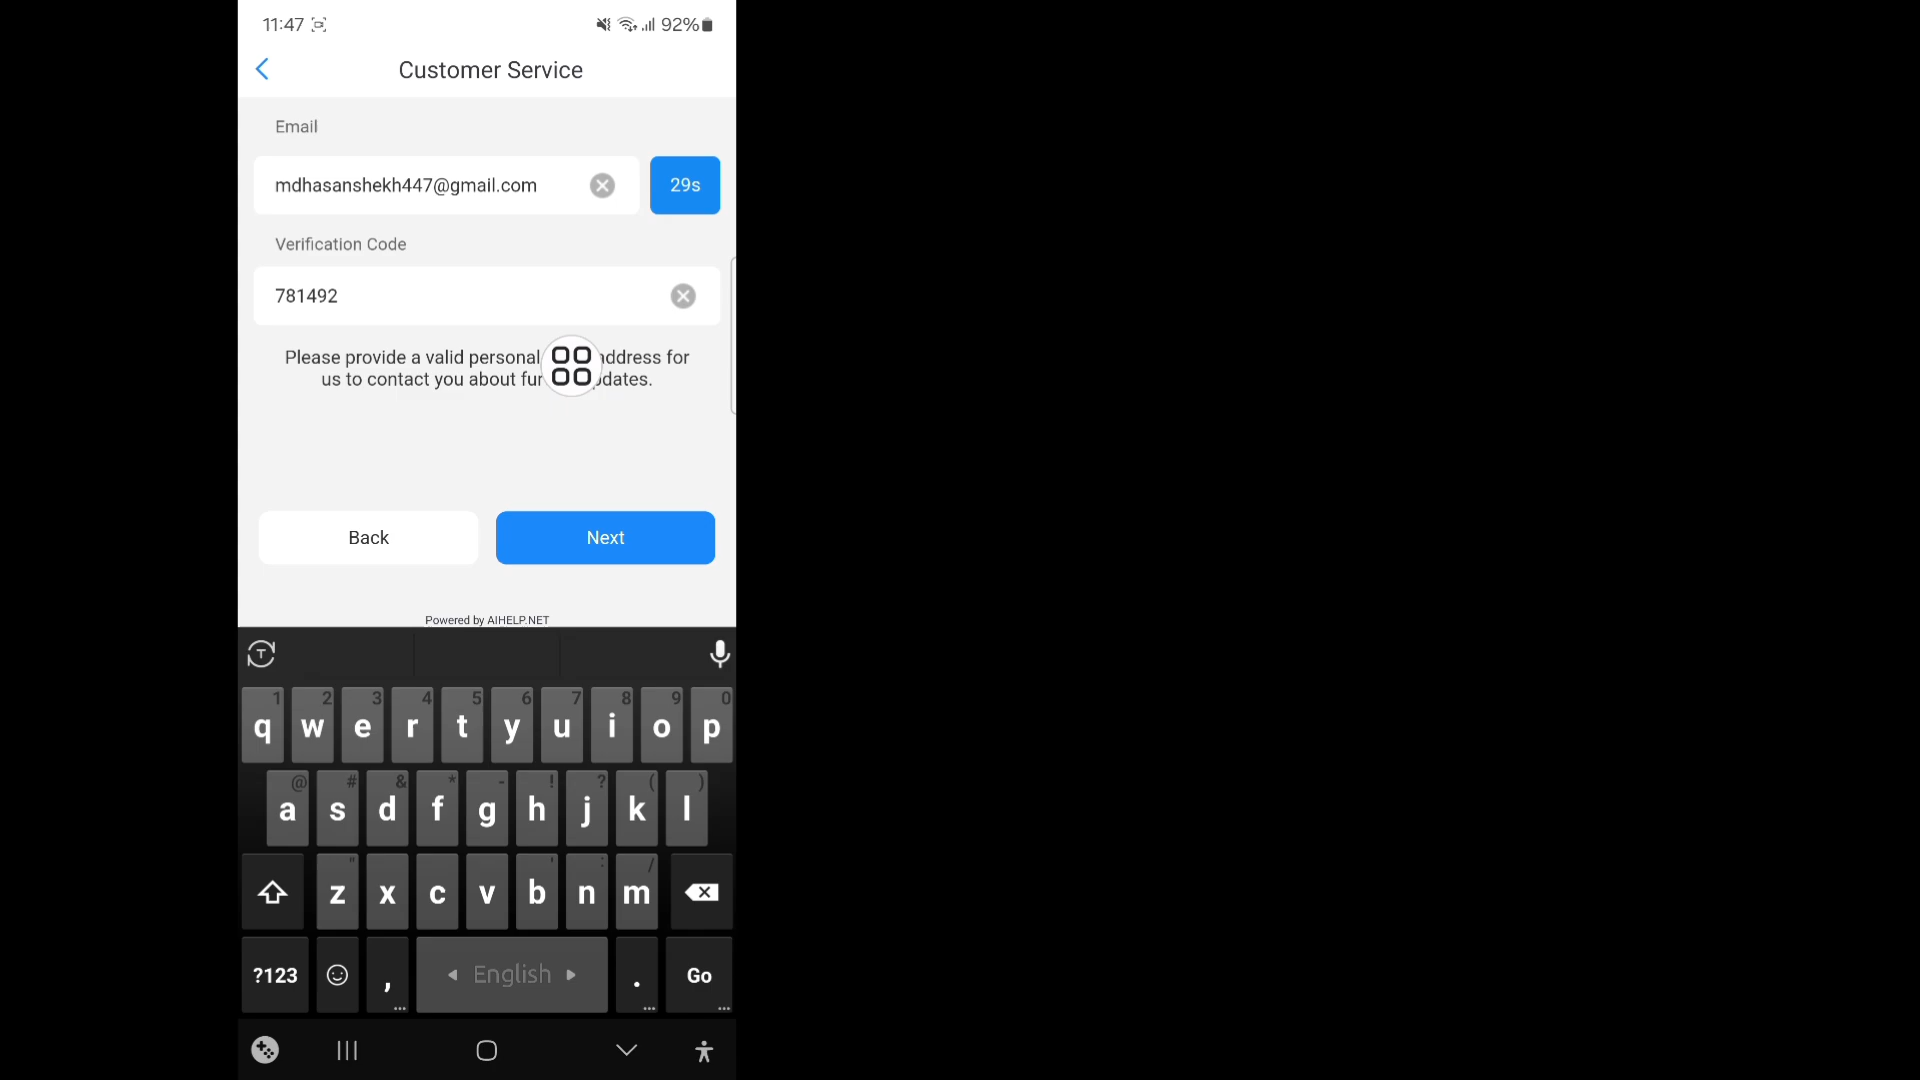 11:47
92%
Customer Service
Email
mdhasanshekh447@gmail.com
29s
Verification Code
781492
Please provide a valid personal address for
us to contact you about
Back
Next
Powered by AIHELP.NET
1 2 3 4 5 6 7 8 9 0
q w e r t y u i o p
@ # & * - ! ? ( )
a s d f g h j k l
" ' : /
z x c v b n m
?123 , English . Go